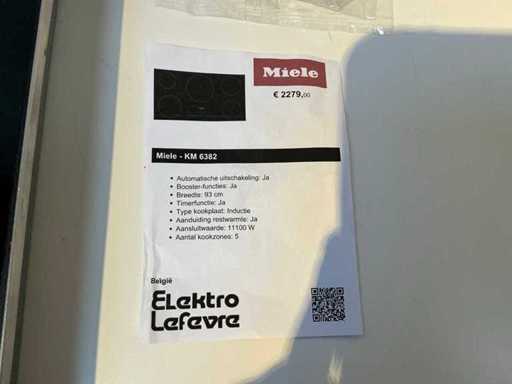 Miele
€ 2279,00
Miele - KM 6382
Automatische uitschakeling: Ja
Booster-functies: Ja
Breedte: 93 cm
Timerfunctie: Ja
Type kookplaat: Inductie
Aanduiding restwarmte: Ja
Aansluitwaarde: 11100 W
Aantal kookzones: 5
België
ELektro
Lefevre